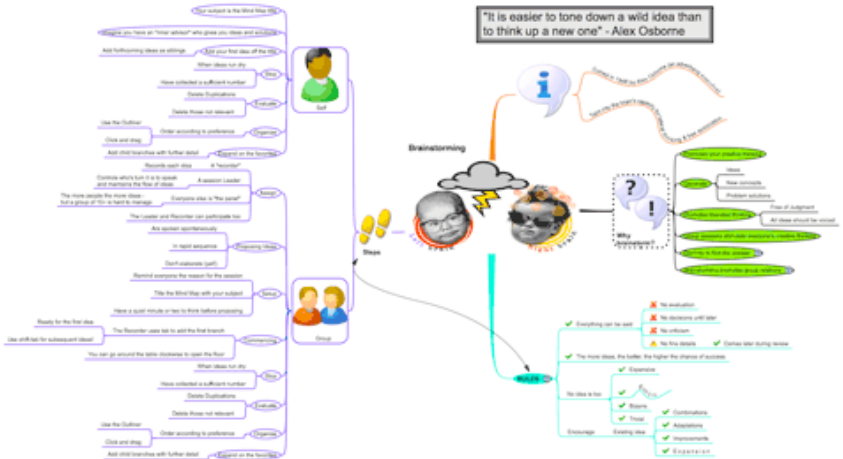 "It is easier to tone down a wild idea than
to think up a new one" - Alex Osborne
Your subject is the Mind Map title
Imagine you have an "inner advisor" who gives you ideas and solutions
Add forthcoming ideas as siblings
Add your first idea off the title
When ideas run dry
Have collected a sufficient number
Stop
Delete Duplications
Delete those not relevant
Evaluate
Use the Outliner
Click and drag
Order according to preference
Organize
Add child branches with further detail
Expand on the favorites
Self
Records each idea
A "recorder"
Controls who's turn it is to speak
and maintains the flow of ideas
A session Leader
The more people the more ideas -
but a group of 10+ is hard to manage
Everyone else is "the panel"
The Leader and Recorder can participate too
Assign
Are spoken spontaneously
In rapid sequence
Don't elaborate (yet!)
Proposing Ideas
Remind everyone the reason for the session
Title the Mind Map with your subject
Have a quiet minute or two to think before proposing
Setup
Ready for the first idea
Use shift-tab for subsequent ideas!
The Recorder uses tab to add the first branch
You can go around the table clockwise to open the floor
Commencing
When ideas run dry
Have collected a sufficient number
Stop
Delete Duplications
Delete those not relevant
Evaluate
Use the Outliner
Click and drag
Order according to preference
Organize
Add child branches with further detail
Expand on the favorites
Group
Steps
Brainstorming
left brain
right brain
Why
brainstorm?
Ideas
New concepts
Problem solutions
Generate
Free of Judgment
All ideas should be voiced
RULES
Everything can be said
No evaluation
No decisions until later
No criticism
No fine details
Comes later during review
The more ideas, the better, the higher the chance of success
No idea is too
Expensive
Bizarre
Trivial
Encourage
Existing idea
Combinations
Adaptations
Improvements
Expansion